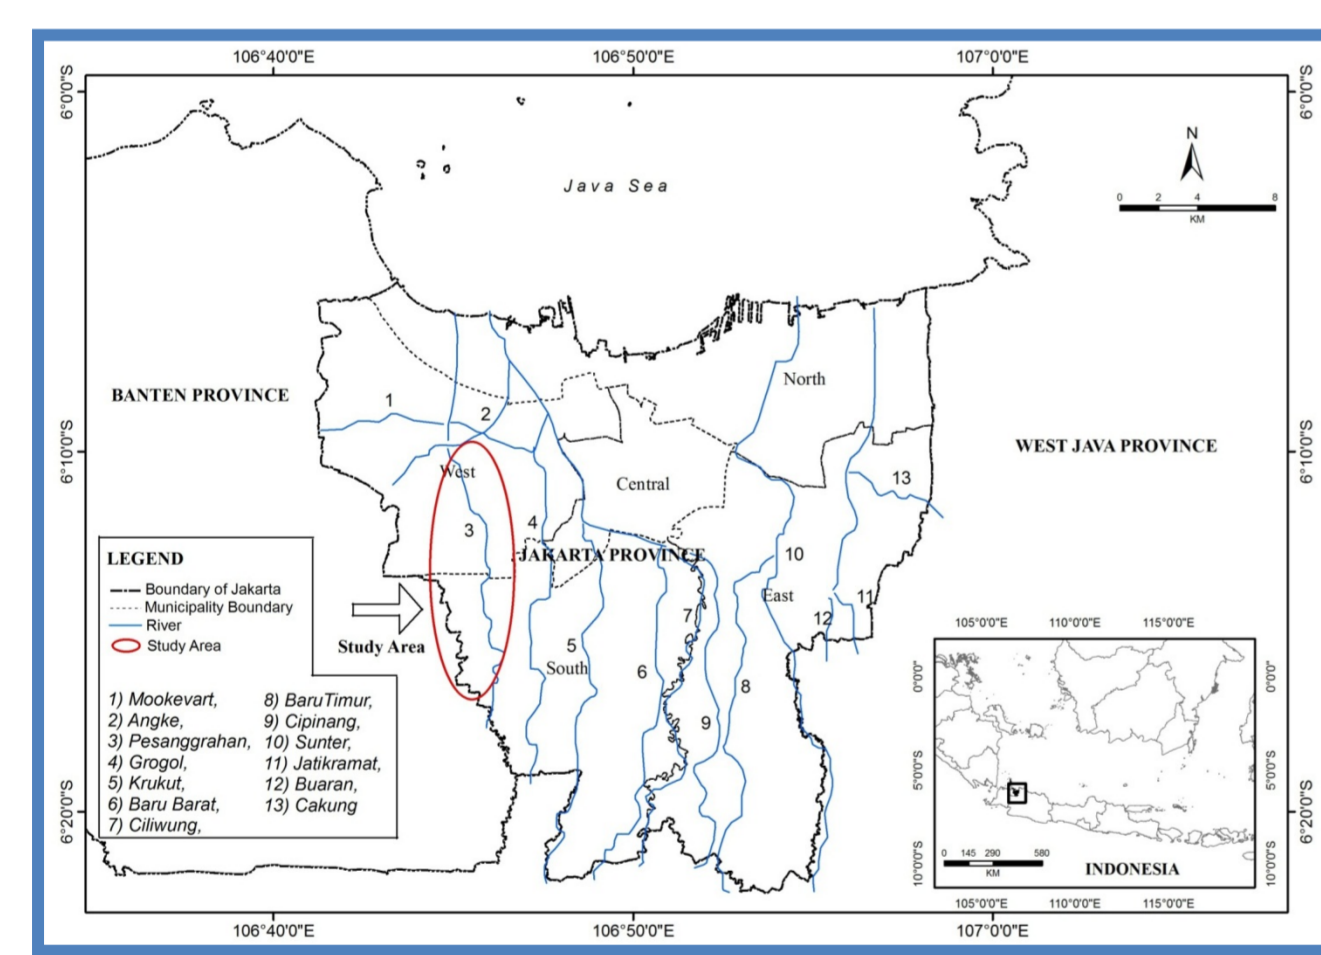 106°40'0"E
106°50'0"E
107°0'0"E
6°0'0"S
6°0'0"S
N
Java Sea
0 2 4 8
KM
North
BANTEN PROVINCE
1
2
WEST JAVA PROVINCE
6°10'0"S
6°10'0"S
West
Central
13
3
4
JAKARTA PROVINCE
10
LEGEND
Boundary of Jakarta
Municipality Boundary
River
Study Area
Study Area
East
11
12
7
5
South
6
8
9
1) Mookevart,
2) Angke,
3) Pesanggrahan,
4) Grogol,
5) Krukut,
6) Baru Barat,
7) Ciliwung,
8) BaruTimur,
9) Cipinang,
10) Sunter,
11) Jatikramat,
12) Buaran,
13) Cakung
6°20'0"S
6°20'0"S
105°0'0"E
110°0'0"E
115°0'0"E
0°0'0"
0°0'0"
5°0'0"S
5°0'0"S
10°0'0"S
10°0'0"S
0 145 290 580
KM
INDONESIA
105°0'0"E
110°0'0"E
115°0'0"E
106°40'0"E
106°50'0"E
107°0'0"E